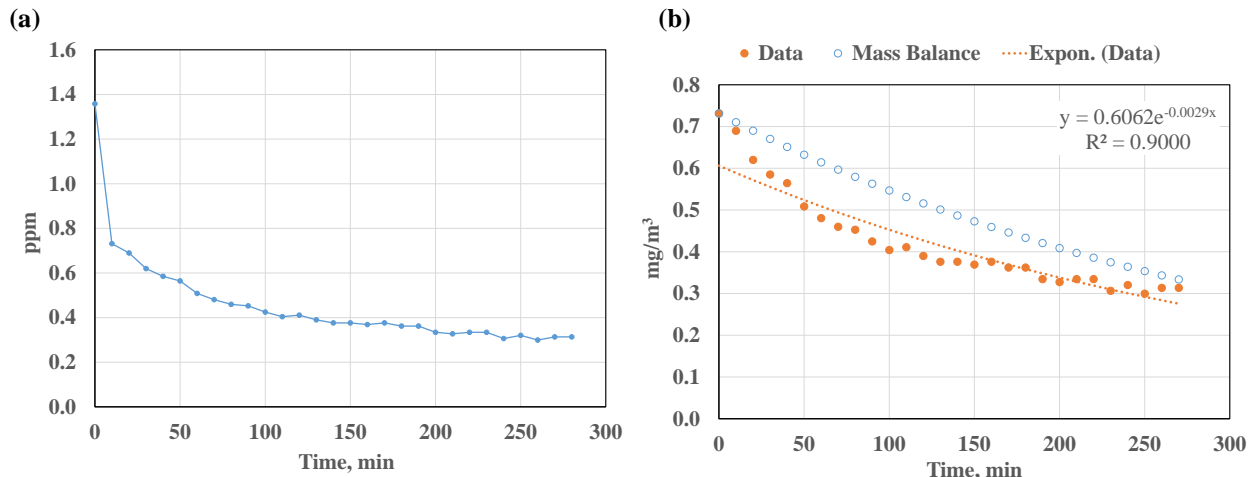 (a)
1.6
1.4
1.2
1.0
0.8
0.6
0.4
0.2
0.0
ppm
0 50 100 150 200 250 300
Time, min
(b)
Data Mass Balance Expon. (Data)
0.8
0.7
0.6
0.5
0.4
0.3
0.2
0.1
0.0
mg/m³
y = 0.6062e^-0.0029x
R² = 0.9000
0 50 100 150 200 250 300
Time, min